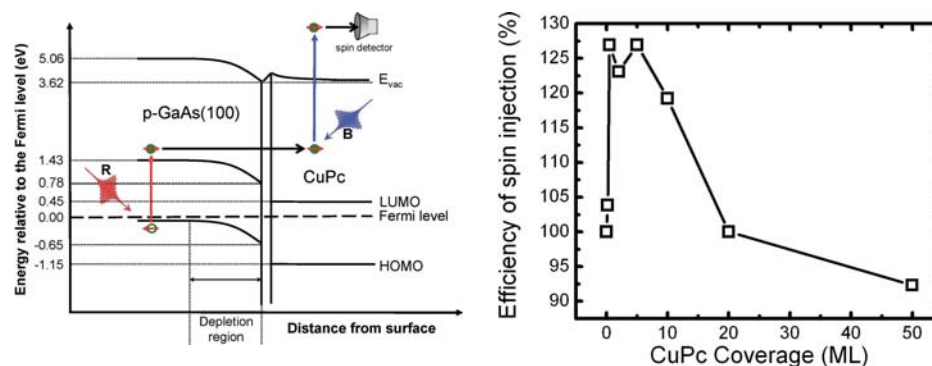 Energy relative to the Fermi level (eV)
5.06
3.62
1.43
0.78
0.45
0.00
-0.65
-1.15
spin detector
Evac
p-GaAs(100)
R
B
CuPc
LUMO
Fermi level
HOMO
Depletion
region
Distance from surface
Efficiency of spin injection (%)
130
125
120
115
110
105
100
95
90
0 10 20 30 40 50
CuPc Coverage (ML)